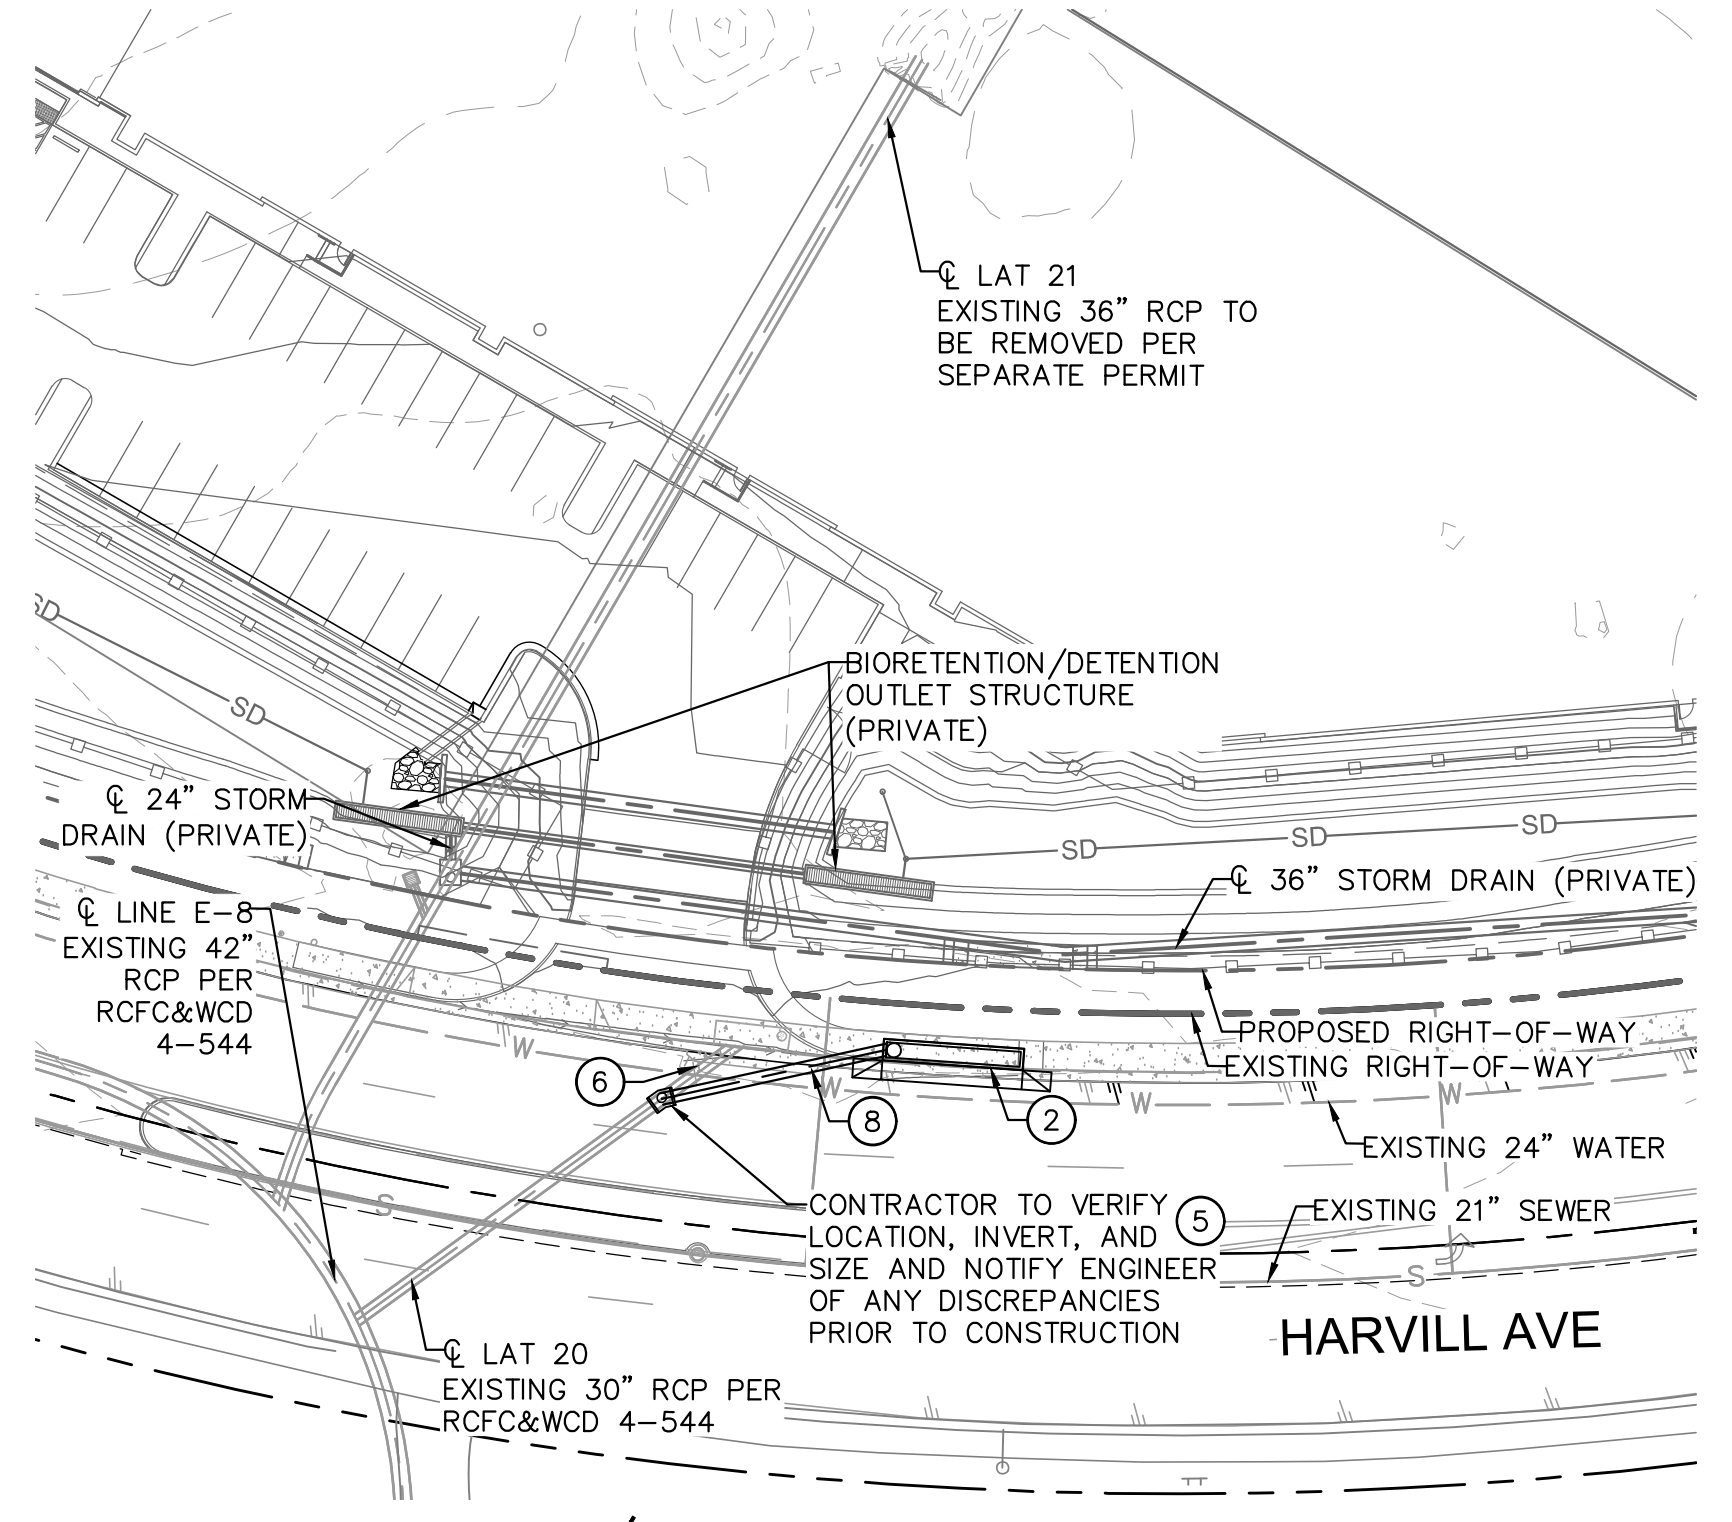 ℄ LAT 21
EXISTING 36” RCP TO
BE REMOVED PER
SEPARATE PERMIT
SD
BIORETENTION/DETENTION
OUTLET STRUCTURE
(PRIVATE)
SD
℄ 24” STORM
DRAIN (PRIVATE)
SD
SD
SD
℄ 36” STORM DRAIN (PRIVATE)
℄ LINE E-8
EXISTING 42”
RCP PER
RCFC&WCD
4-544
PROPOSED RIGHT-OF-WAY
EXISTING RIGHT-OF-WAY
W
W
W
W
6
8
2
EXISTING 24” WATER
S
CONTRACTOR TO VERIFY
LOCATION, INVERT, AND
SIZE AND NOTIFY ENGINEER
OF ANY DISCREPANCIES
PRIOR TO CONSTRUCTION
5
EXISTING 21” SEWER
S
HARVILL AVE
℄ LAT 20
EXISTING 30” RCP PER
RCFC&WCD 4-544